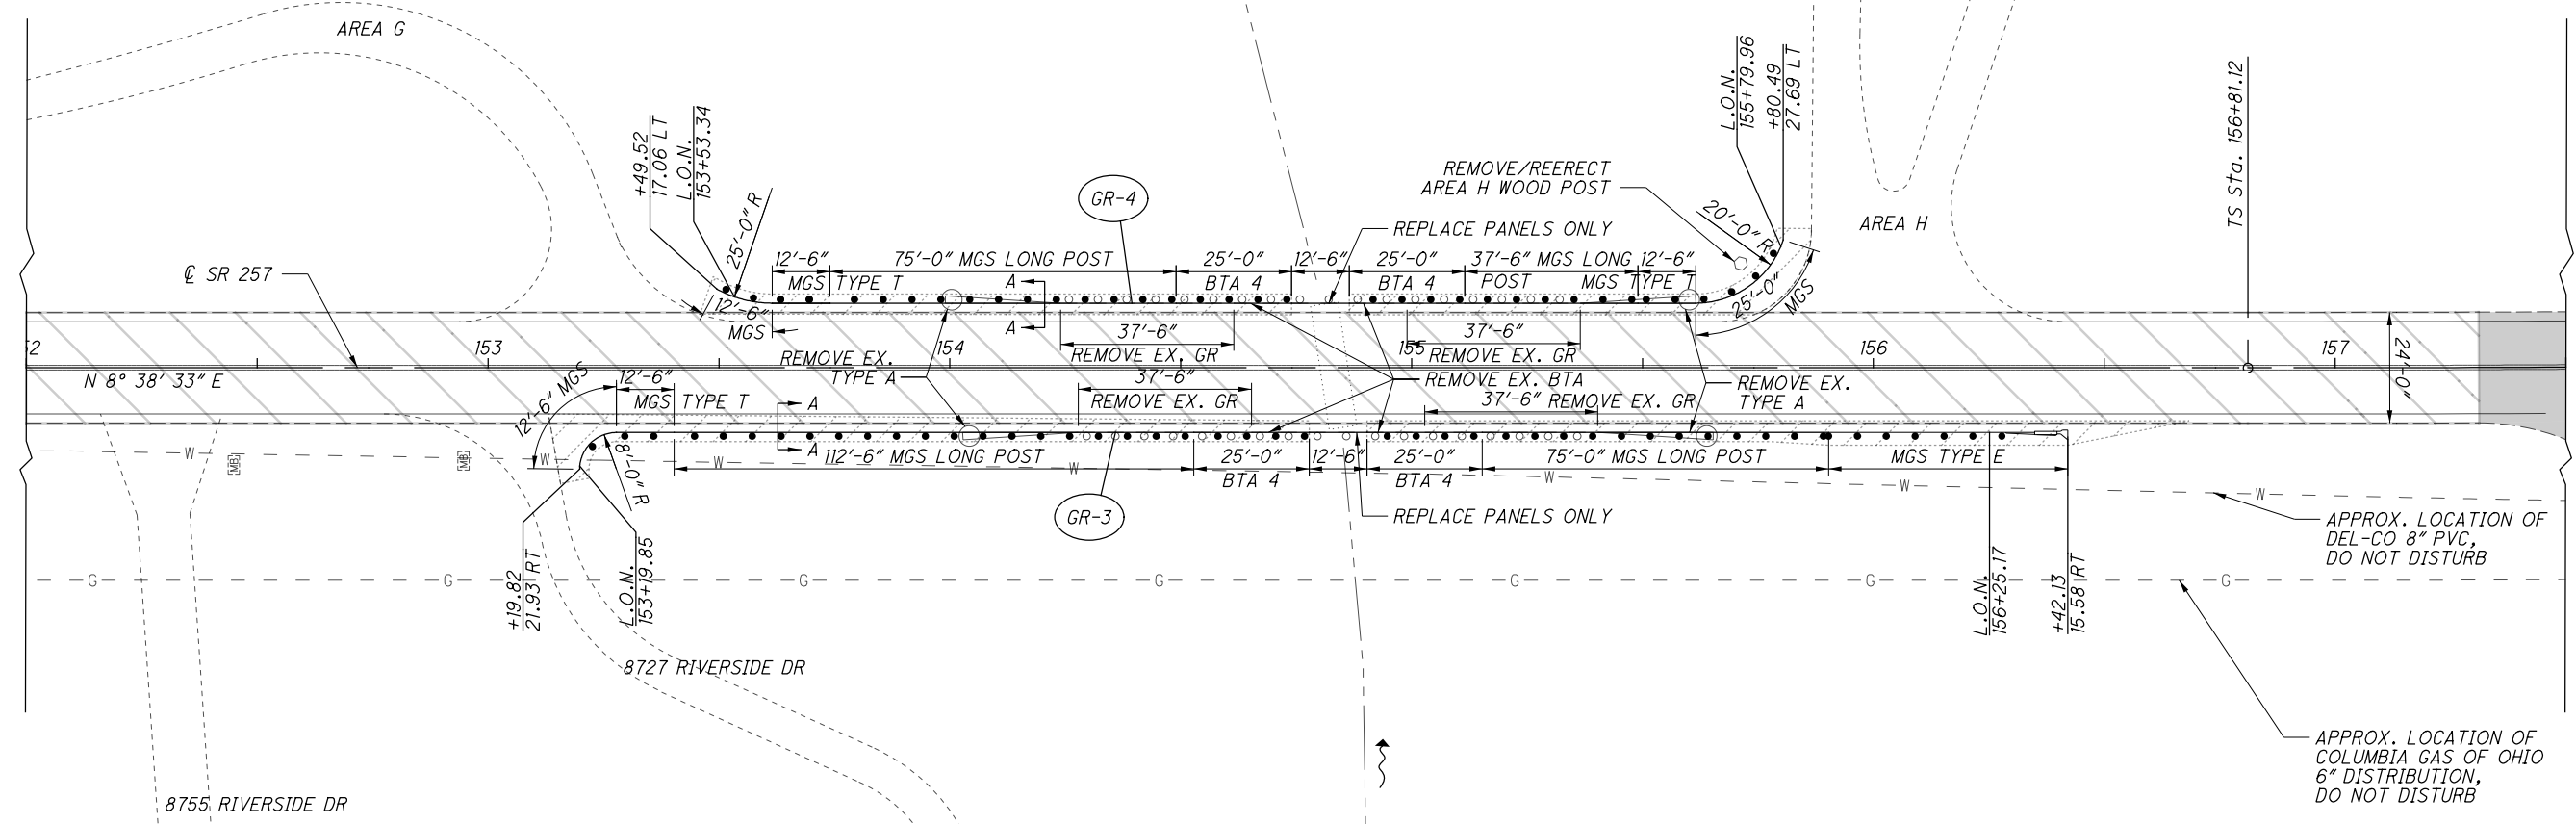 AREA G
+49.52
17.06 LT
L.O.N.
153+53.34
25'-0" R
GR-4
REMOVE/REERECT
AREA H WOOD POST
L.O.N.
155+79.96
+80.49
27.69 LT
20'-0" R
AREA H
TS Sta. 156+81.12
REPLACE PANELS ONLY
℄ SR 257
12'-6"
MGS TYPE T
75'-0" MGS LONG POST
25'-0"
BTA 4
12'-6"
25'-0"
BTA 4
37'-6" MGS LONG
POST
12'-6"
MGS TYPE T
A
A
12'-6"
MGS
25'-0"
MGS
37'-6"
REMOVE EX. GR
37'-6"
REMOVE EX. GR
153
154
155
156
157
24'-0"
N 8° 38' 33" E
REMOVE EX.
TYPE A
REMOVE EX. BTA
REMOVE EX.
TYPE A
12'-6" MGS
12'-6"
MGS TYPE T
A
A
37'-6"
REMOVE EX. GR
37'-6" REMOVE EX. GR
8'-0" R
112'-6" MGS LONG POST
25'-0"
BTA 4
12'-6"
25'-0"
BTA 4
75'-0" MGS LONG POST
MGS TYPE E
W
MB
MB
W
W
W
W
W
W
GR-3
REPLACE PANELS ONLY
APPROX. LOCATION OF
DEL-CO 8" PVC,
DO NOT DISTURB
+19.82
21.93 RT
L.O.N.
153+19.85
L.O.N.
156+25.17
+42.13
15.58 RT
G
G
G
G
G
G
G
8727 RIVERSIDE DR
8755 RIVERSIDE DR
APPROX. LOCATION OF
COLUMBIA GAS OF OHIO
6" DISTRIBUTION,
DO NOT DISTURB